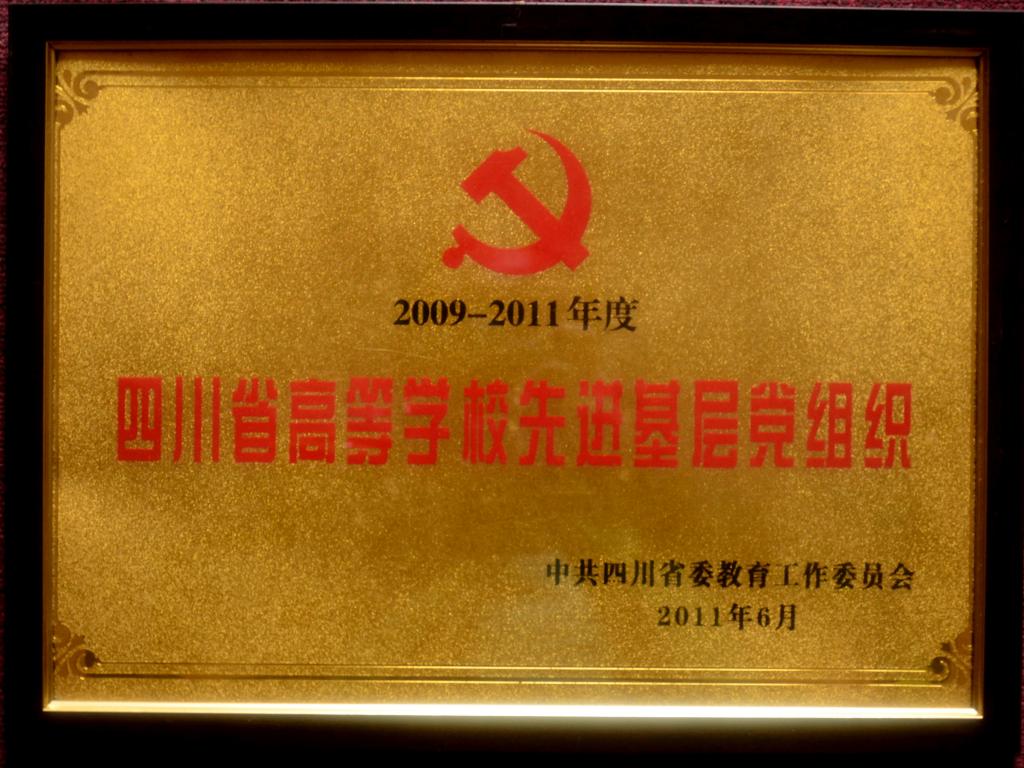 2009-2011年度
四川省高等学校先进基层党组织
中共四川省委教育工作委员会
2011年6月